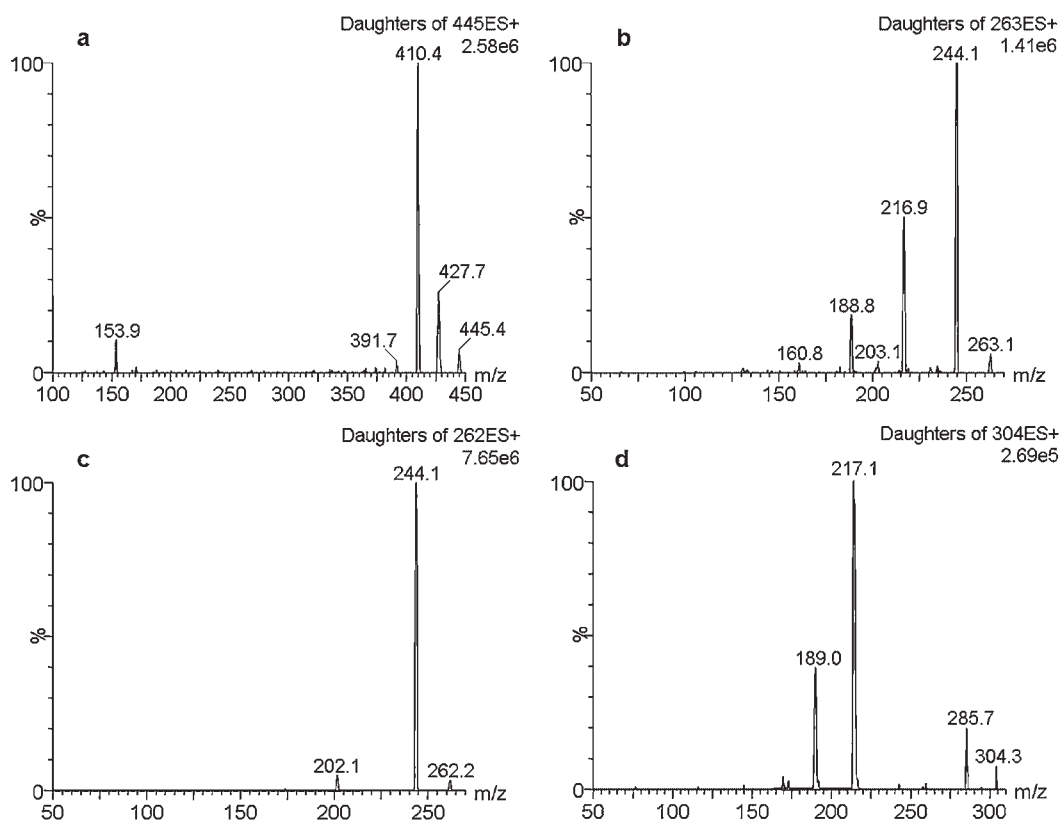 a
Daughters of 445ES+
2.58e6
100
%
0
410.4
427.7
445.4
391.7
153.9
100 150 200 250 300 350 400 450 m/z
b
Daughters of 263ES+
1.41e6
100
%
0
244.1
216.9
188.8
203.1
160.8
263.1
50 100 150 200 250 m/z
c
Daughters of 262ES+
7.65e6
100
%
0
244.1
202.1
262.2
50 100 150 200 250 m/z
d
Daughters of 304ES+
2.69e5
100
%
0
217.1
189.0
285.7
304.3
50 100 150 200 250 300 m/z